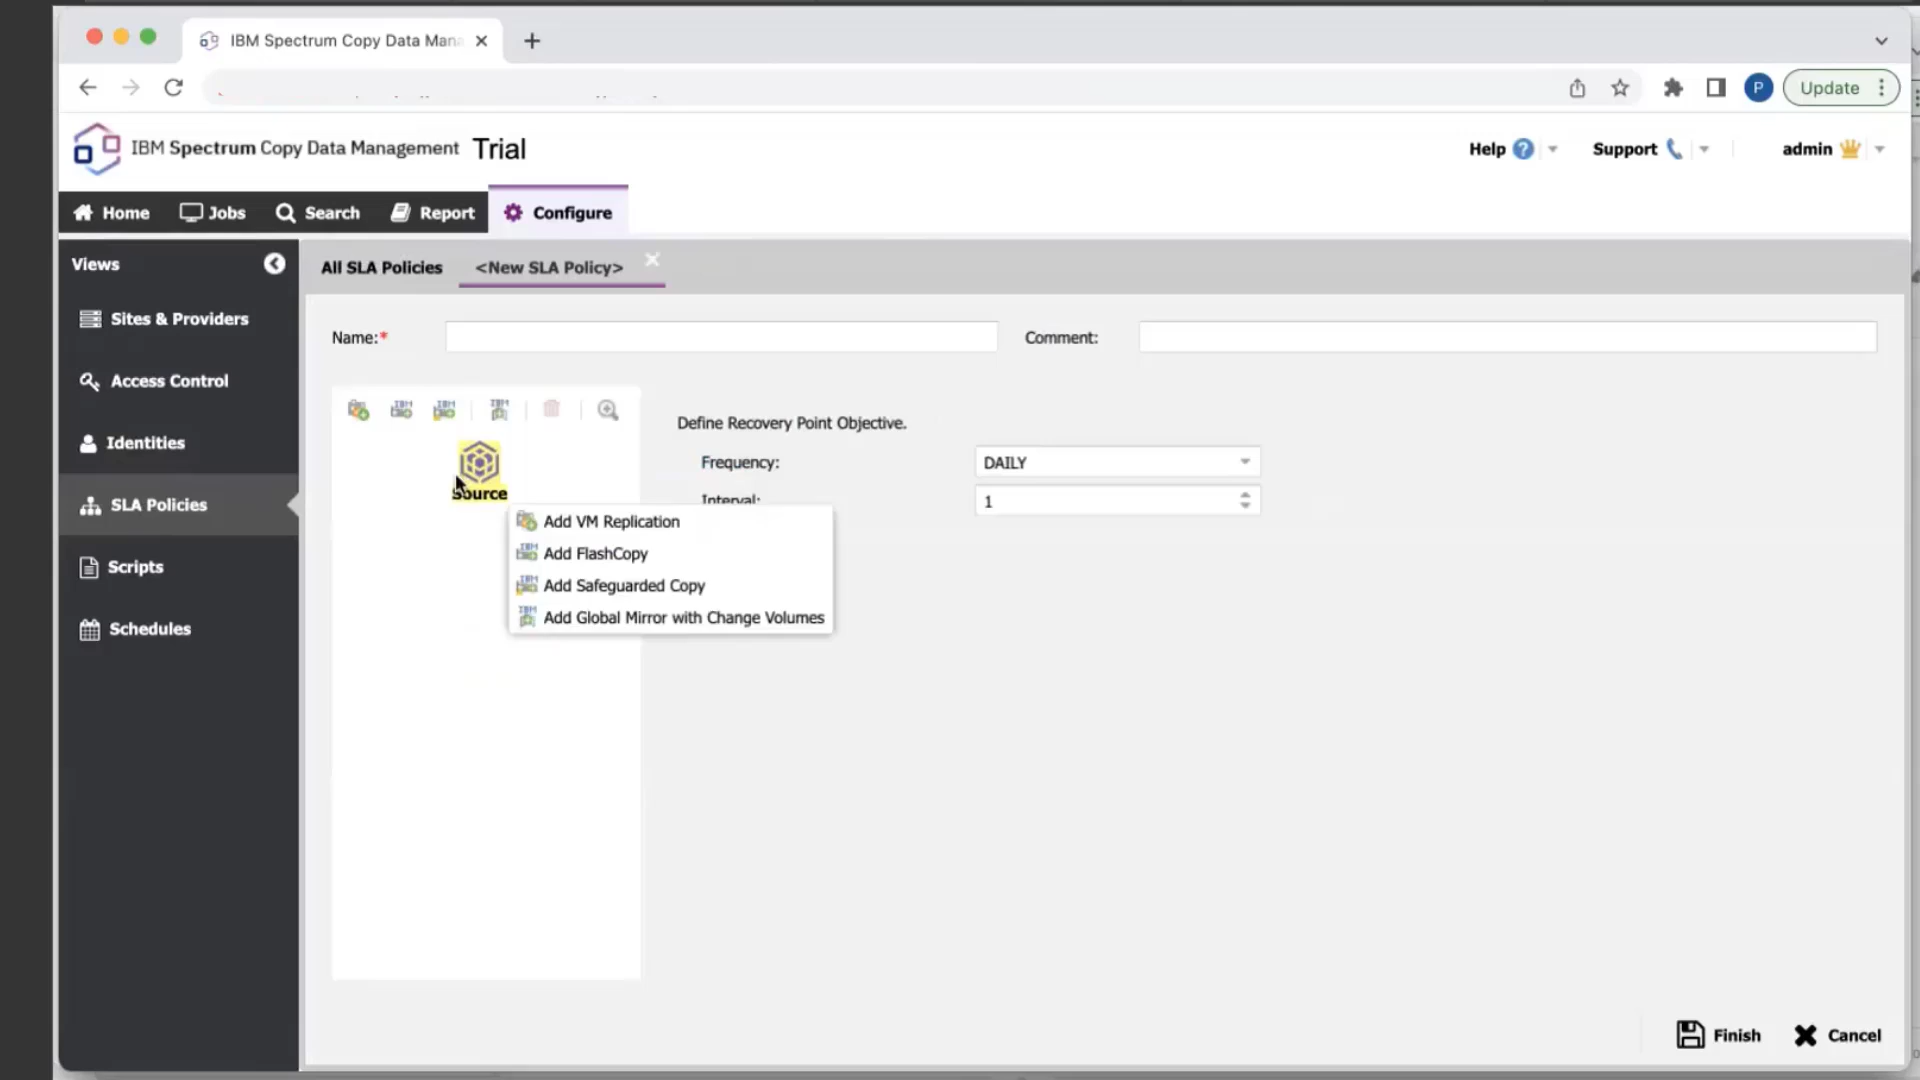 IBM Spectrum Copy Data Mana
P
Update
IBM Spectrum Copy Data Management Trial
Help ?
Support
admin
Home
Jobs
Search
Report
Configure
Views
All SLA Policies
<New SLA Policy>
Sites & Providers
Access Control
Identities
SLA Policies
Scripts
Schedules
Name:*
Comment:
Source
Define Recovery Point Objective.
Frequency:
DAILY
Interval:
1
Add VM Replication
Add FlashCopy
Add Safeguarded Copy
Add Global Mirror with Change Volumes
Finish
Cancel